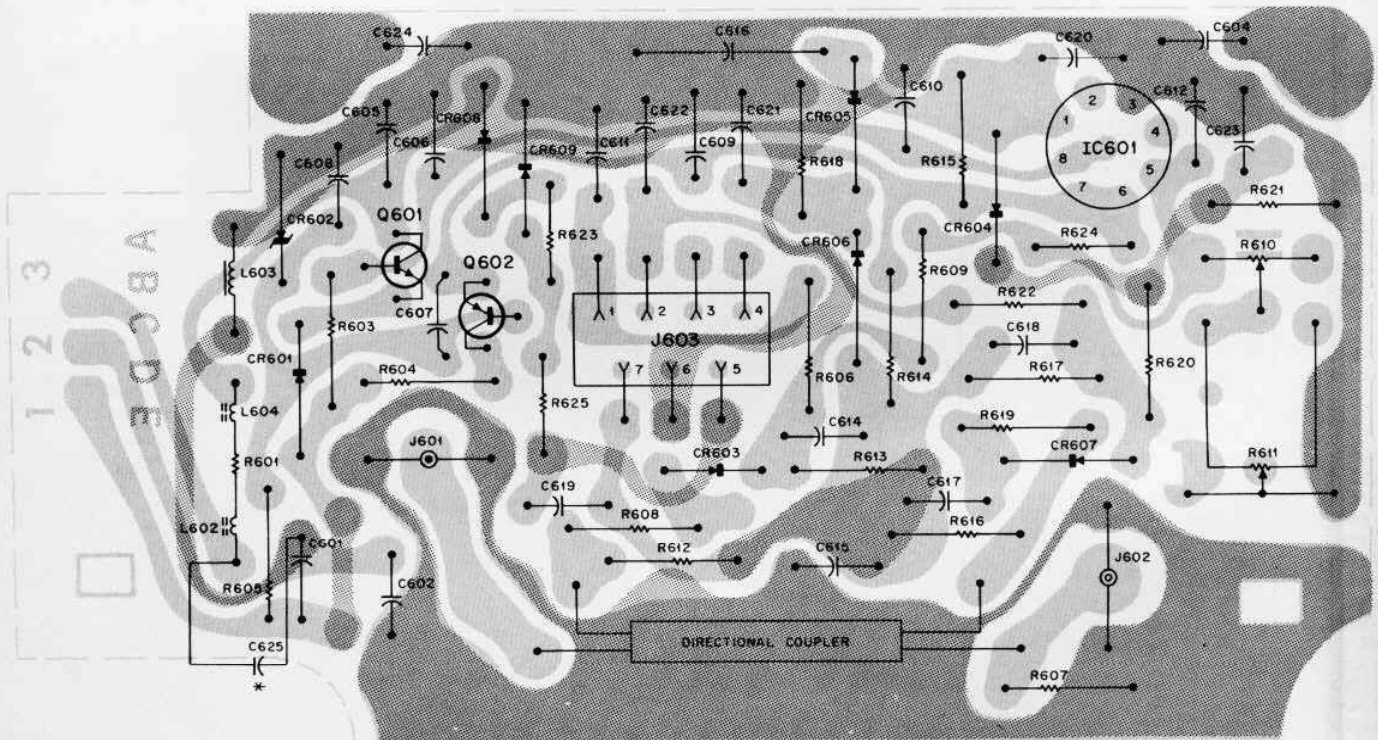 C624
C616
C620
C604
C605
C606
CR608
CR609
C611
C622
C609
C621
R618
CR605
C610
R615
1
2
3
4
5
6
7
8
IC601
C612
C623
C608
CR602
Q601
Q602
R623
CR606
R609
CR604
R624
R621
R610
L603
R603
C607
1
2
3
4
J603
7
6
5
R622
C618
R617
R620
CR601
R604
R625
R606
R614
L604
J601
C614
R619
R601
CR603
R613
CR607
R611
C619
C617
L602
R608
R616
C601
R612
C615
J602
R605
C602
C625
*
DIRECTIONAL COUPLER
R607
A B C D E
1 2 3